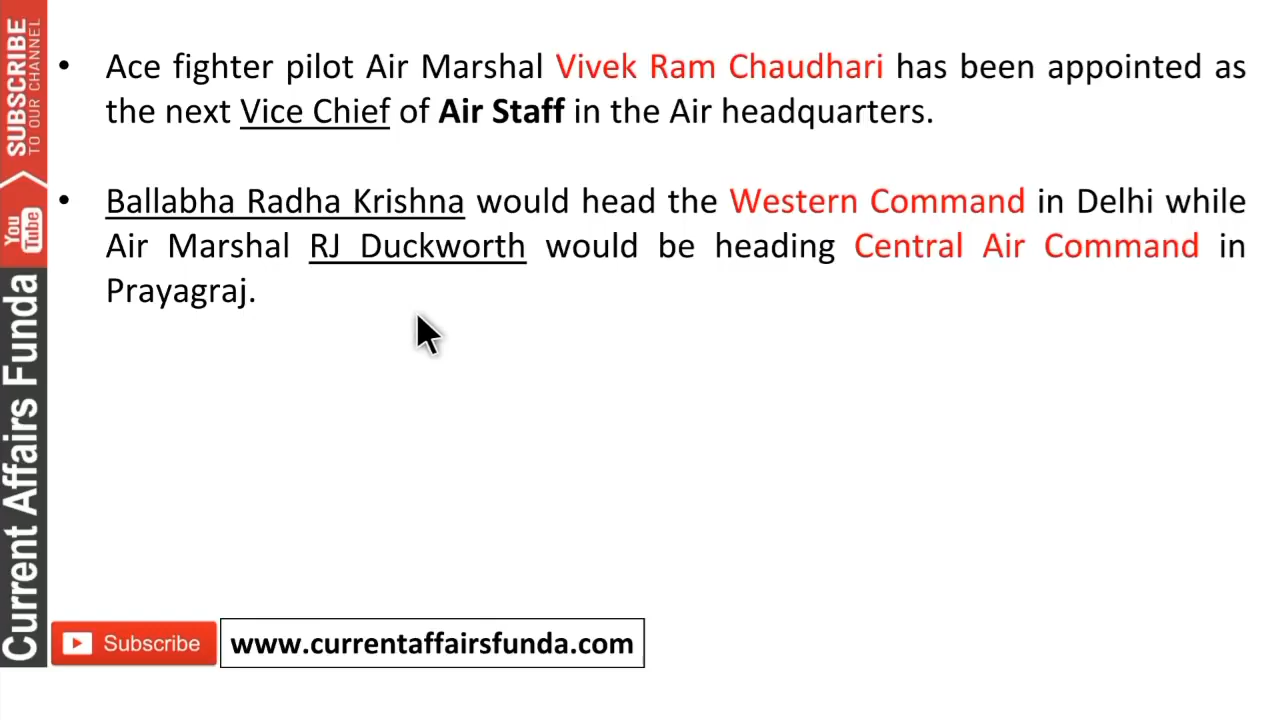 • Ace fighter pilot Air Marshal Vivek Ram Chaudhari has been appointed as
the next Vice Chief of Air Staff in the Air headquarters.
• Ballabha Radha Krishna would head the Western Command in Delhi while
Air Marshal RJ Duckworth would be heading Central Air Command in
Prayagraj.
SUBSCRIBE
TO OUR CHANNEL
You
Tube
Current Affairs Funda
Subscribe
www.currentaffairsfunda.com